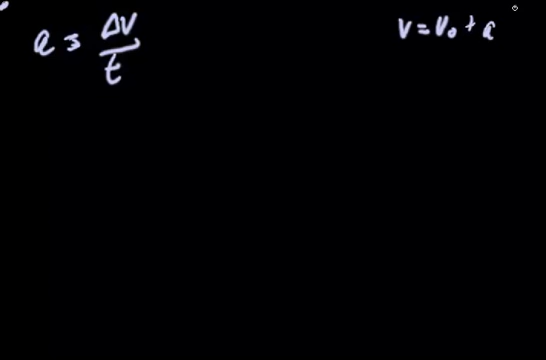 a = ΔV/t
v = v₀ + a